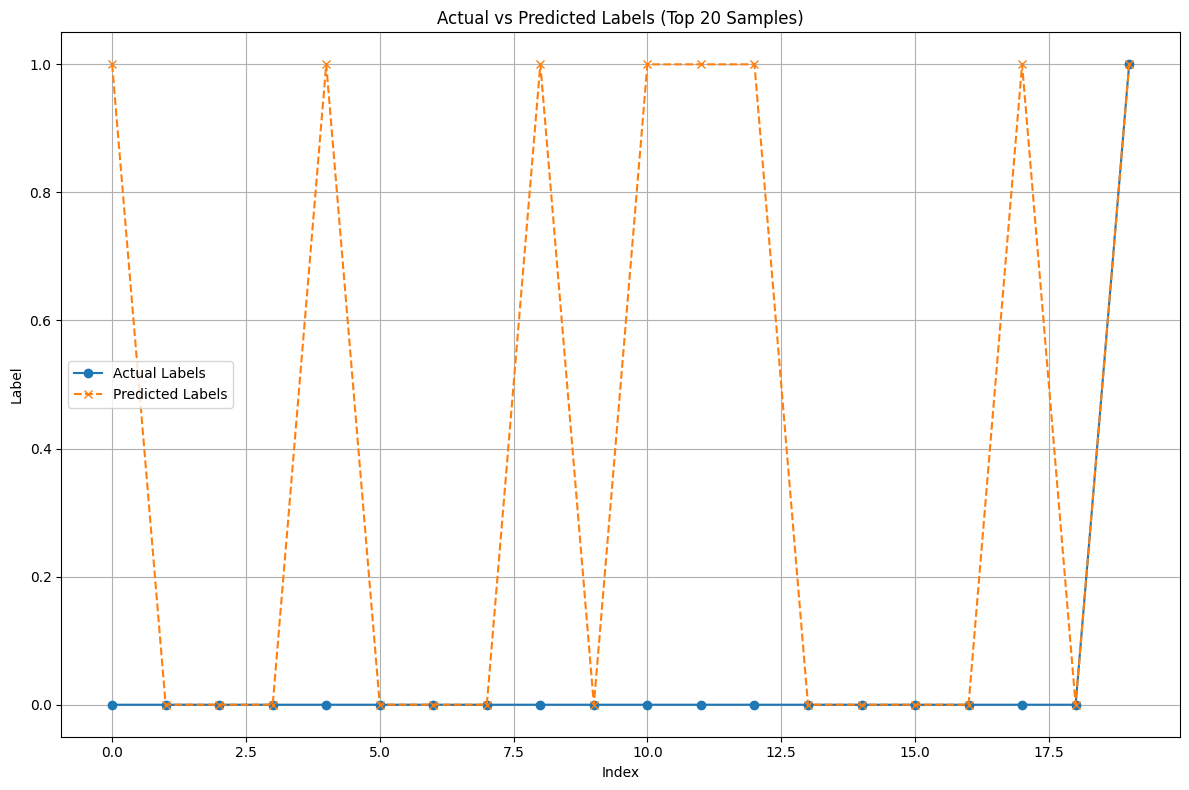 Actual vs Predicted Labels (Top 20 Samples)
1.0
0.8
0.6
0.4
0.2
0.0
Label
Actual Labels
Predicted Labels
0.0 2.5 5.0 7.5 10.0 12.5 15.0 17.5
Index